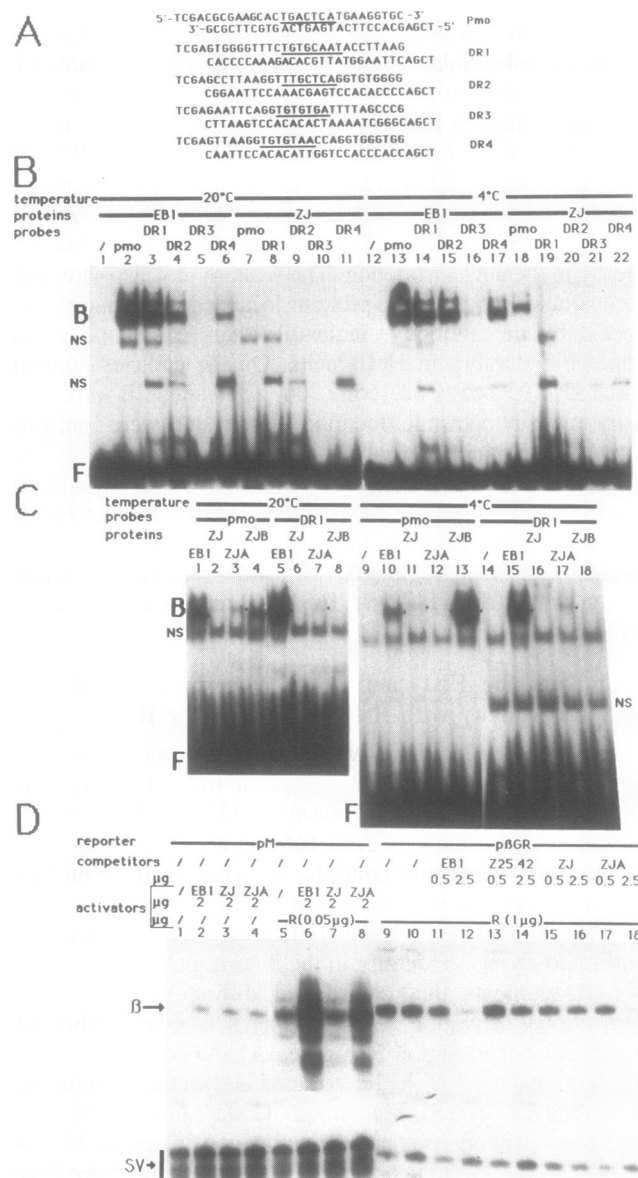 A
5'-TCGACGCGAAGCACTGACTCATGAAGGTGC-3' Pmo
3'-GCGCTTCGTGACTGAGTACTTCCACGAGCT-5'
TCGAGTGGGGTTTCTGTGCAATACCTTAAG DR1
CACCCCAAAGACACGTTATGGAATTCAGCT
TCGAGCCTTAAGGTTTGCTCAGGTGTGGGG DR2
CGGAATTCCAAACGAGTCCACACCCCAGCT
TCGAGAATTCAGGTGTGTGATTTTAGCCCG DR3
CTTAAGTCCACACACTAAAATCGGGCAGCT
TCGAGTTAAGGTGTGTAACCAGGTGGGTGG DR4
CAATTCCACACATTGGTCCACCCACCAGCT
B
temperature 20°C 4°C
proteins EB1 ZJ EB1 ZJ
probes DR1 DR3 pmo DR2 DR4 DR1 DR3 pmo DR2 DR4
/ pmo DR2 DR4 DR1 DR3 / pmo DR2 DR4 DR1 DR3
1 2 3 4 5 6 7 8 9 10 11 12 13 14 15 16 17 18 19 20 21 22
B
NS
NS
F
C
temperature 20°C 4°C
probes pmo DR1 pmo DR1
proteins ZJ ZJB ZJ ZJB ZJ ZJB
EB1 ZJA EB1 ZJA / EB1 ZJA / EB1 ZJA
1 2 3 4 5 6 7 8 9 10 11 12 13 14 15 16 17 18
B
NS
NS
F
F
D
reporter pM pβGR
competitors / / / / / / / / / / EB1 Z25.42 ZJ ZJA
µg 0.5 2.5 0.5 2.5 0.5 2.5 0.5 2.5
activators / EB1 ZJ ZJA / EB1 ZJ ZJA
µg 2 2 2 2 2 2
µg / / / / R(0.05µg) R(1µg)
1 2 3 4 5 6 7 8 9 10 11 12 13 14 15 16 17 18
β→
SV→